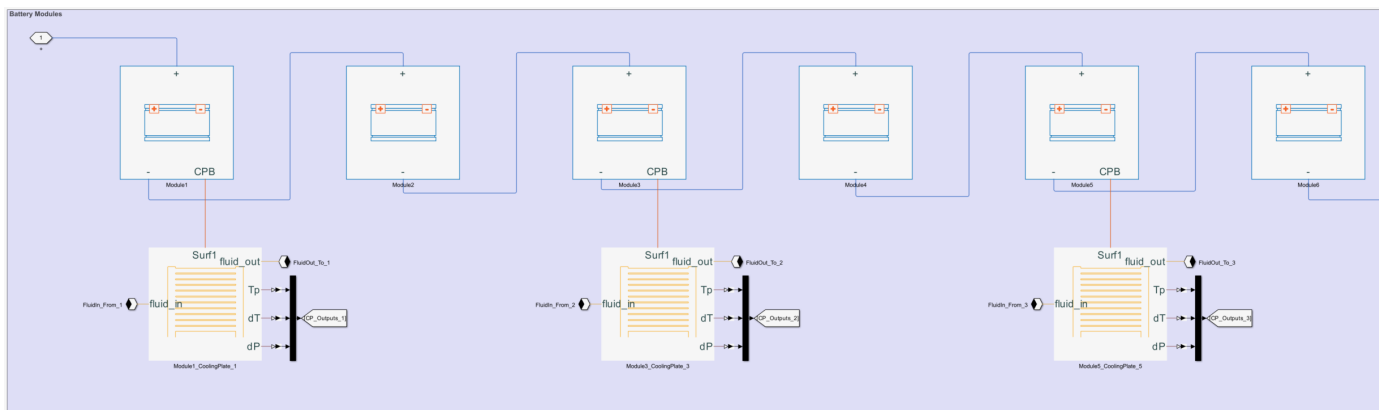 Battery Modules
1
+
+
+
+
+
+
+
+ -
+ -
+ -
+ -
+ -
+ -
- CPB
-
- CPB
-
- CPB
-
Module1
Module2
Module3
Module4
Module5
Module6
Surf1
fluid_out
FluidOut_To_1
Tp
FluidIn_From_1
fluid_in
dT
[CP_Outputs_1]
dP
Module1_CoolingPlate_1
Surf1
fluid_out
FluidOut_To_2
Tp
FluidIn_From_2
fluid_in
dT
[CP_Outputs_2]
dP
Module3_CoolingPlate_3
Surf1
fluid_out
FluidOut_To_3
Tp
FluidIn_From_3
fluid_in
dT
[CP_Outputs_3]
dP
Module5_CoolingPlate_5